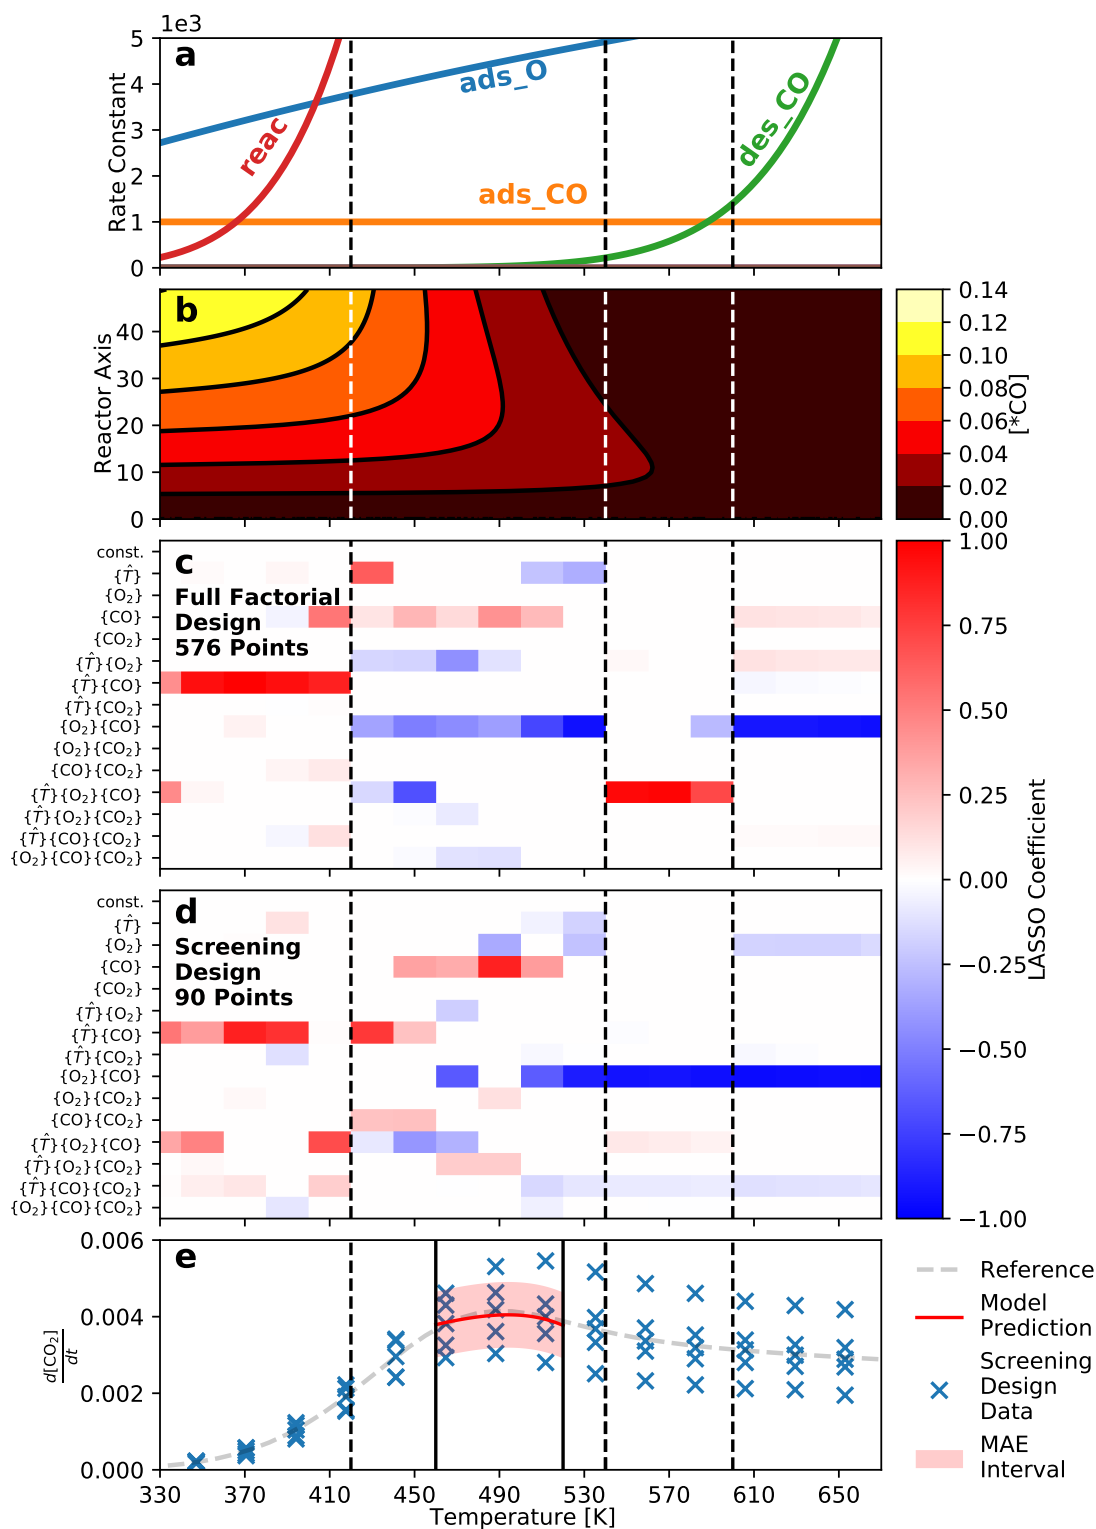 1e3
a
5
4
3
2
1
0
Rate Constant
reac
ads_O
ads_CO
des_CO
b
40
30
20
10
0
Reactor Axis
0.14
0.12
0.10
0.08
0.06
0.04
0.02
0.00
[*CO]
c
Full Factorial
Design
576 Points
const.
{T̂}
{O₂}
{CO}
{CO₂}
{T̂}{O₂}
{T̂}{CO}
{T̂}{CO₂}
{O₂}{CO}
{O₂}{CO₂}
{CO}{CO₂}
{T̂}{O₂}{CO}
{T̂}{O₂}{CO₂}
{T̂}{CO}{CO₂}
{O₂}{CO}{CO₂}
1.00
0.75
0.50
0.25
0.00
−0.25
−0.50
−0.75
−1.00
LASSO Coefficient
d
Screening
Design
90 Points
const.
{T̂}
{O₂}
{CO}
{CO₂}
{T̂}{O₂}
{T̂}{CO}
{T̂}{CO₂}
{O₂}{CO}
{O₂}{CO₂}
{CO}{CO₂}
{T̂}{O₂}{CO}
{T̂}{O₂}{CO₂}
{T̂}{CO}{CO₂}
{O₂}{CO}{CO₂}
e
0.006
0.004
0.002
0.000
d[CO₂]
dt
330 370 410 450 490 530 570 610 650
Temperature [K]
Reference
Model
Prediction
Screening
Design
Data
MAE
Interval